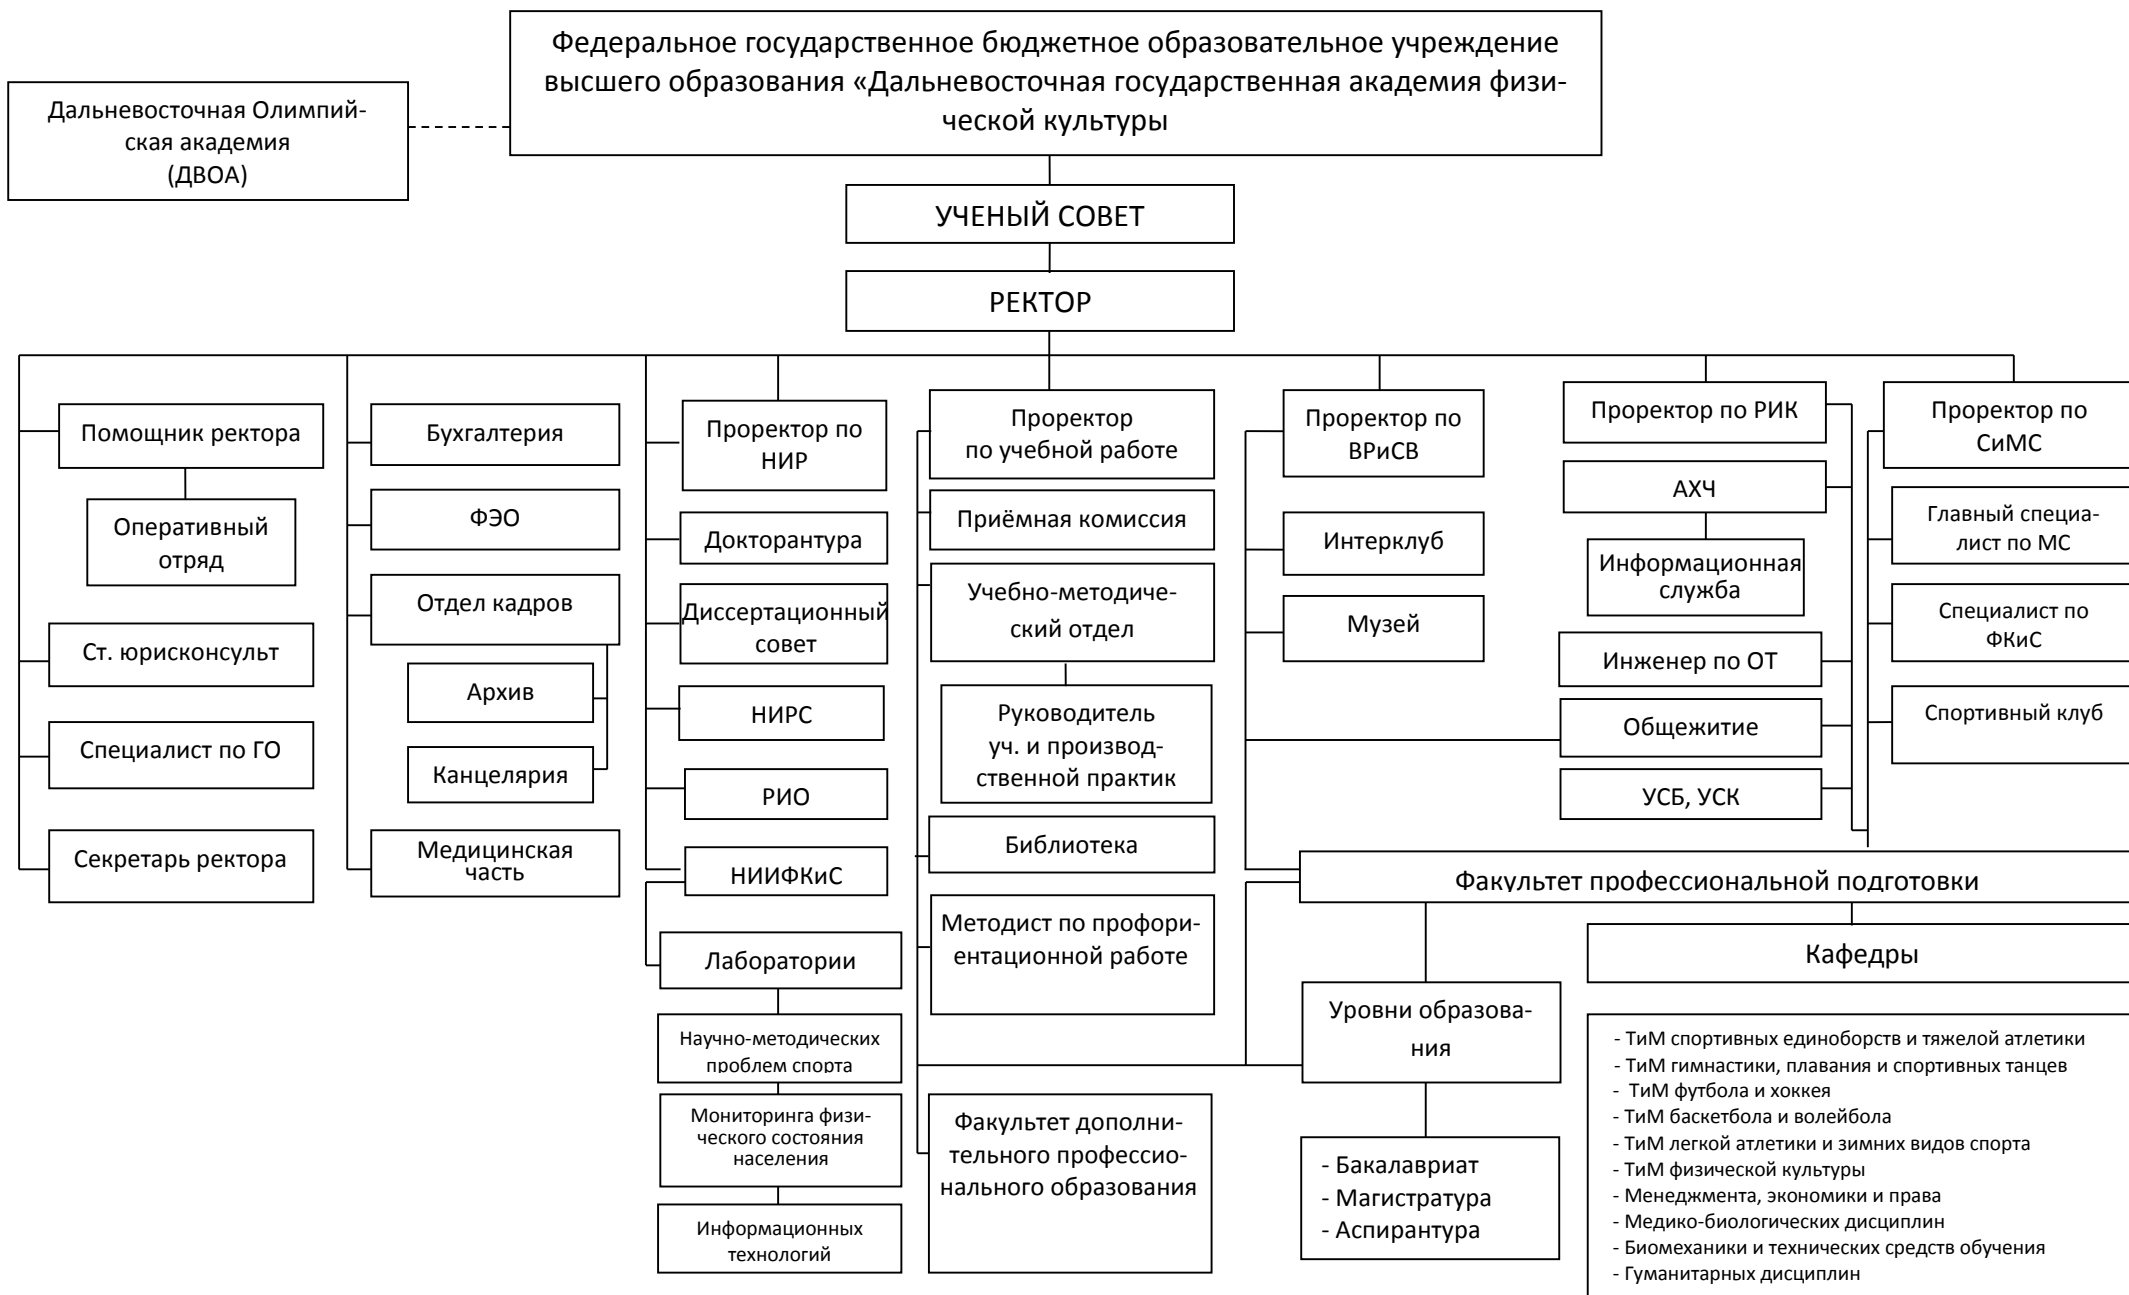 Федеральное государственное бюджетное образовательное учреждение
высшего образования «Дальневосточная государственная академия физи-
ческой культуры
Дальневосточная Олимпий-
ская академия
(ДВОА)
УЧЕНЫЙ СОВЕТ
РЕКТОР
Помощник ректора
Оперативный
отряд
Ст. юрисконсульт
Специалист по ГО
Секретарь ректора
Бухгалтерия
ФЭО
Отдел кадров
Архив
Канцелярия
Медицинская
часть
Проректор по
НИР
Докторантура
Диссертационный
совет
НИРС
РИО
НИИФКиС
Лаборатории
Научно-методических
проблем спорта
Мониторинга физи-
ческого состояния
населения
Информационных
технологий
Проректор
по учебной работе
Приёмная комиссия
Учебно-методиче-
ский отдел
Руководитель
уч. и производ-
ственной практик
Библиотека
Методист по профори-
ентационной работе
Факультет дополни-
тельного профессио-
нального образования
Проректор по
ВРиСВ
Интерклуб
Музей
Проректор по РИК
АХЧ
Информационная
служба
Инженер по ОТ
Общежитие
УСБ, УСК
Проректор по
СиМС
Главный специа-
лист по МС
Специалист по
ФКиС
Спортивный клуб
Факультет профессиональной подготовки
Уровни образова-
ния
- Бакалавриат
- Магистратура
- Аспирантура
Кафедры
- ТиМ спортивных единоборств и тяжелой атлетики
- ТиМ гимнастики, плавания и спортивных танцев
- ТиМ футбола и хоккея
- ТиМ баскетбола и волейбола
- ТиМ легкой атлетики и зимних видов спорта
- ТиМ физической культуры
- Менеджмента, экономики и права
- Медико-биологических дисциплин
- Биомеханики и технических средств обучения
- Гуманитарных дисциплин